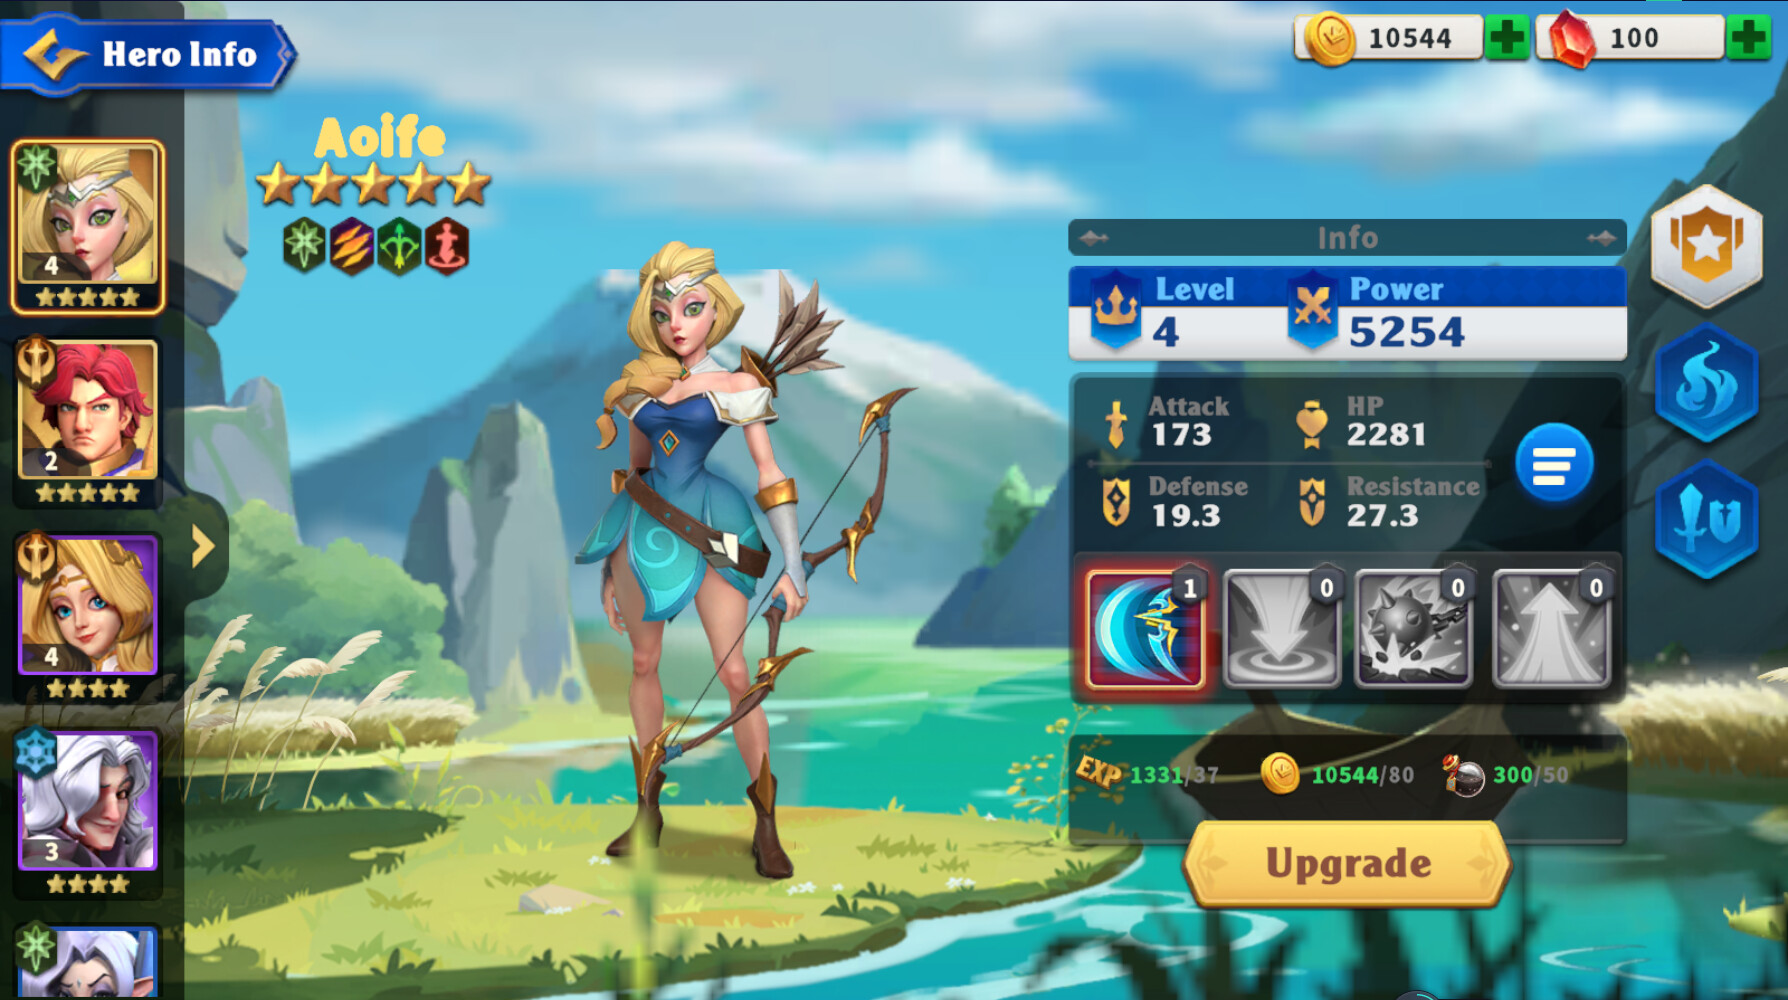 Hero Info
10544
100
Aoife
4
2
4
3
Info
Level
4
Power
5254
Attack
173
HP
2281
Defense
19.3
Resistance
27.3
1
0
0
0
EXP 1331/37
10544/80
300/50
Upgrade